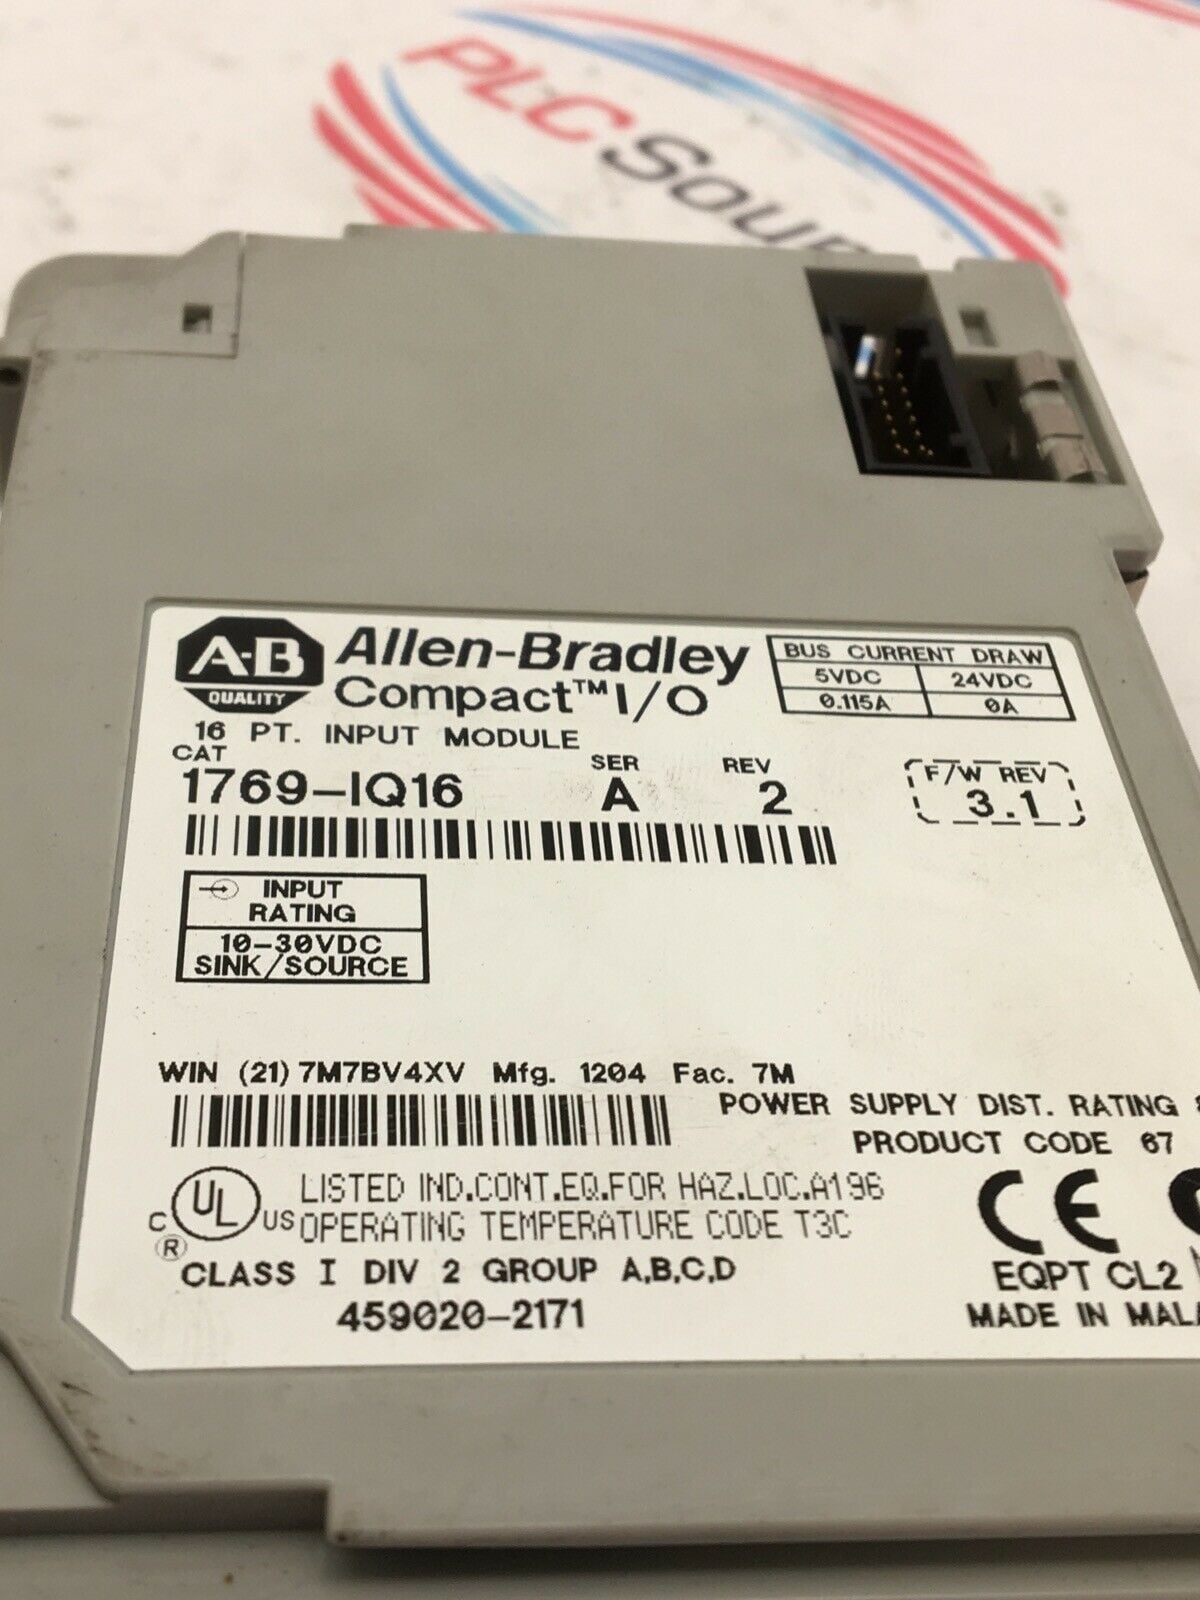 PLC
A-B
QUALITY
Allen-Bradley
Compact™ I/O
BUS CURRENT DRAW
5VDC 24VDC
0.115A 0A
16 PT. INPUT MODULE
CAT SER REV
1769-IQ16 A 2
F/W REV
3.1
INPUT
RATING
10-30VDC
SINK/SOURCE
WIN (21) 7M7BV4XV Mfg. 1204 Fac. 7M
POWER SUPPLY DIST. RATING
PRODUCT CODE 67
C UL US
®
LISTED IND.CONT.EQ.FOR HAZ.LOC.A196
OPERATING TEMPERATURE CODE T3C
CE
CLASS I DIV 2 GROUP A,B,C,D
EQPT CL2
459020-2171
MADE IN